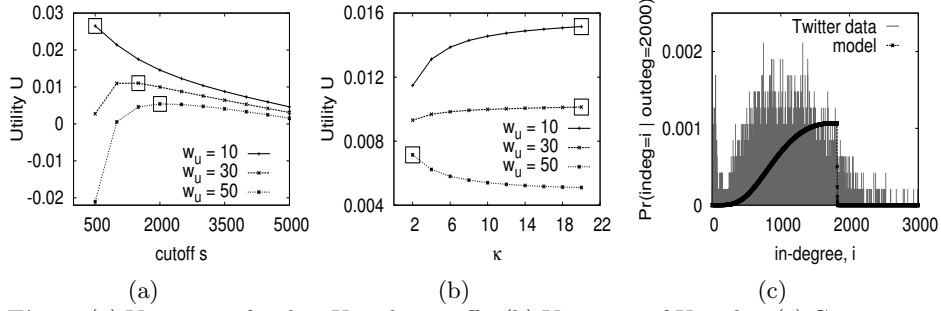 0.03
0.02
0.01
0
-0.01
-0.02
Utility U
w_u = 10
w_u = 30
w_u = 50
500
2000
3500
5000
cutoff s
(a)
0.016
0.012
0.008
0.004
Utility U
w_u = 10
w_u = 30
w_u = 50
2
6
10
14
18
22
κ
(b)
0.002
0.001
0
Pr(indeg=i | outdeg=2000)
Twitter data
model
0
1000
2000
3000
in-degree, i
(c)